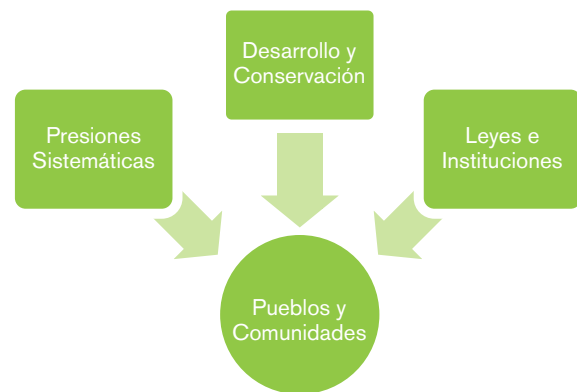 Desarrollo y
Conservación
Presiones
Sistemáticas
Leyes e
Instituciones
Pueblos y
Comunidades